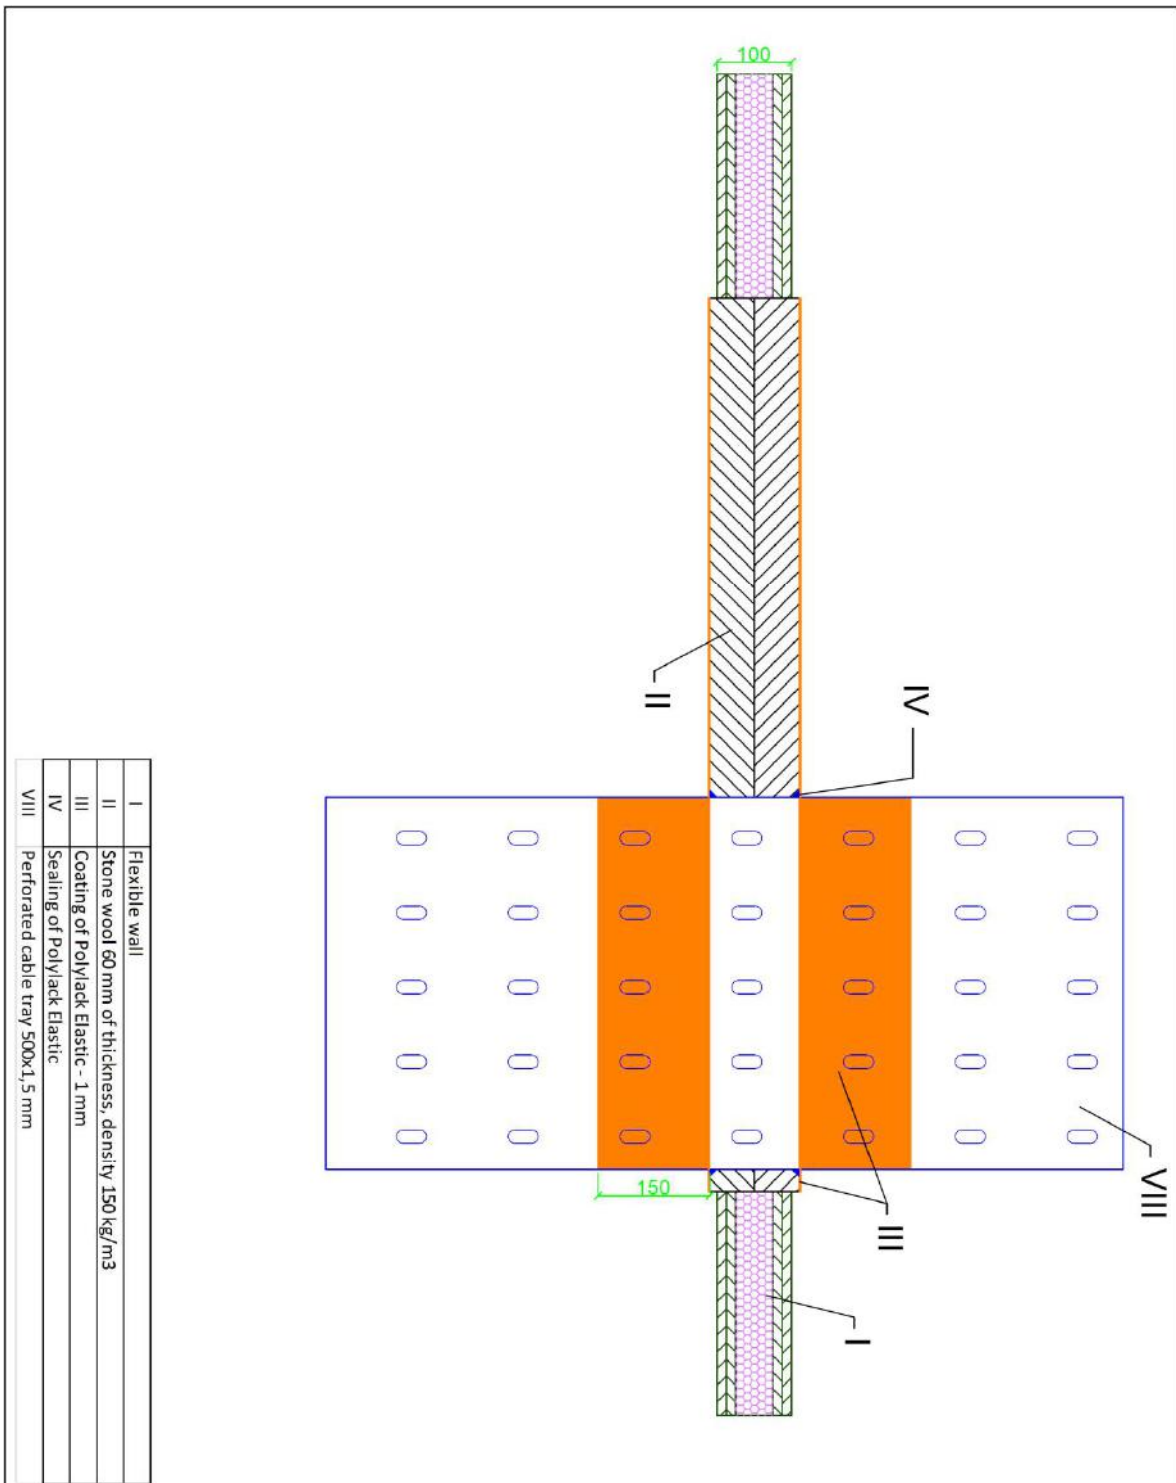 100
II
IV
150
III
VIII
I
I Flexible wall
II Stone wool 60 mm of thickness, density 150 kg/m3
III Coating of Polylack Elastic - 1 mm
IV Sealing of Polylack Elastic
VIII Perforated cable tray 500x1,5 mm